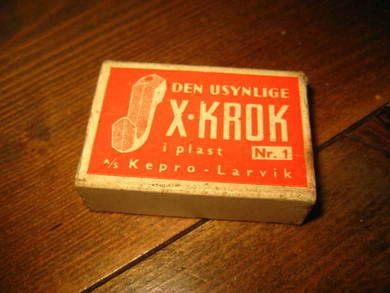 DEN USYNLIGE
X·KROK
i plast Nr. 1
A/S Kepro-Larvik